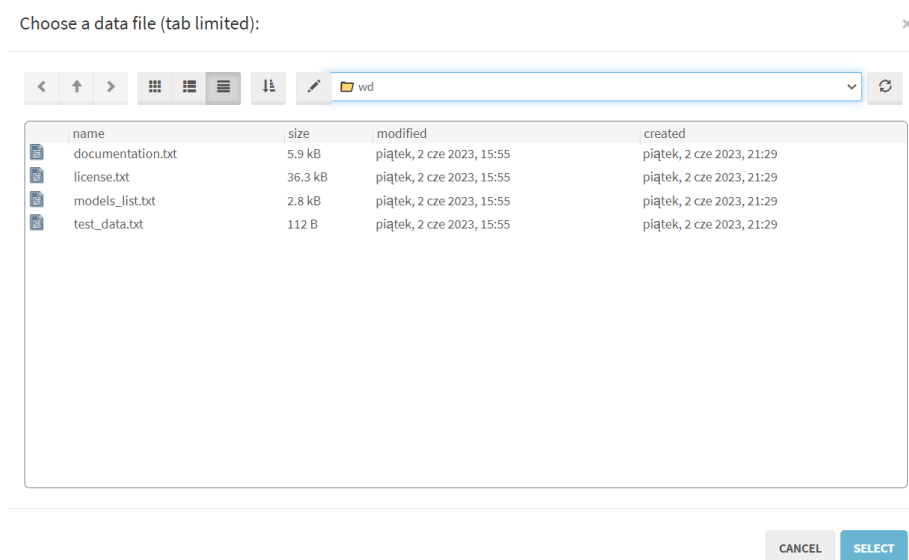 Choose a data file (tab limited):
wd
name size modified created
documentation.txt 5.9 kB piątek, 2 cze 2023, 15:55 piątek, 2 cze 2023, 21:29
license.txt 36.3 kB piątek, 2 cze 2023, 15:55 piątek, 2 cze 2023, 21:29
models_list.txt 2.8 kB piątek, 2 cze 2023, 15:55 piątek, 2 cze 2023, 21:29
test_data.txt 112 B piątek, 2 cze 2023, 15:55 piątek, 2 cze 2023, 21:29
CANCEL SELECT